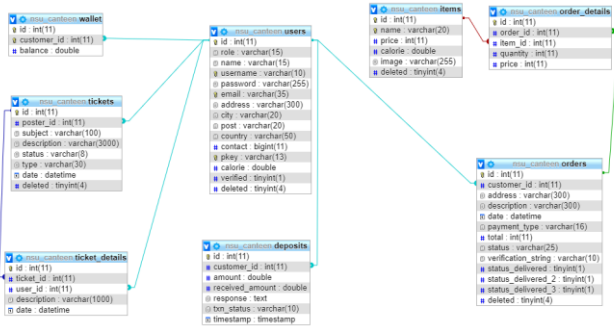 nsu_canteen wallet
id : int(11)
customer_id : int(11)
balance : double
nsu_canteen tickets
id : int(11)
poster_id : int(11)
subject : varchar(100)
description : varchar(3000)
status : varchar(8)
type : varchar(30)
date : datetime
deleted : tinyint(4)
nsu_canteen ticket_details
id : int(11)
ticket_id : int(11)
user_id : int(11)
description : varchar(1000)
date : datetime
nsu_canteen users
id : int(11)
role : varchar(15)
name : varchar(15)
username : varchar(10)
password : varchar(255)
email : varchar(35)
address : varchar(300)
city : varchar(20)
post : varchar(20)
country : varchar(50)
contact : bigint(11)
pkey : varchar(13)
calorie : double
verified : tinyint(1)
deleted : tinyint(4)
nsu_canteen deposits
id : int(11)
customer_id : int(11)
amount : double
received_amount : double
response : text
txn_status : varchar(10)
timestamp : timestamp
nsu_canteen items
id : int(11)
name : varchar(20)
price : int(11)
calorie : double
image : varchar(255)
deleted : tinyint(4)
nsu_canteen order_details
id : int(11)
order_id : int(11)
item_id : int(11)
quantity : int(11)
price : int(11)
nsu_canteen orders
id : int(11)
customer_id : int(11)
address : varchar(300)
description : varchar(300)
date : datetime
payment_type : varchar(16)
total : int(11)
status : varchar(25)
verification_string : varchar(10)
status_delivered : tinyint(1)
status_delivered_2 : tinyint(1)
status_delivered_3 : tinyint(1)
deleted : tinyint(4)